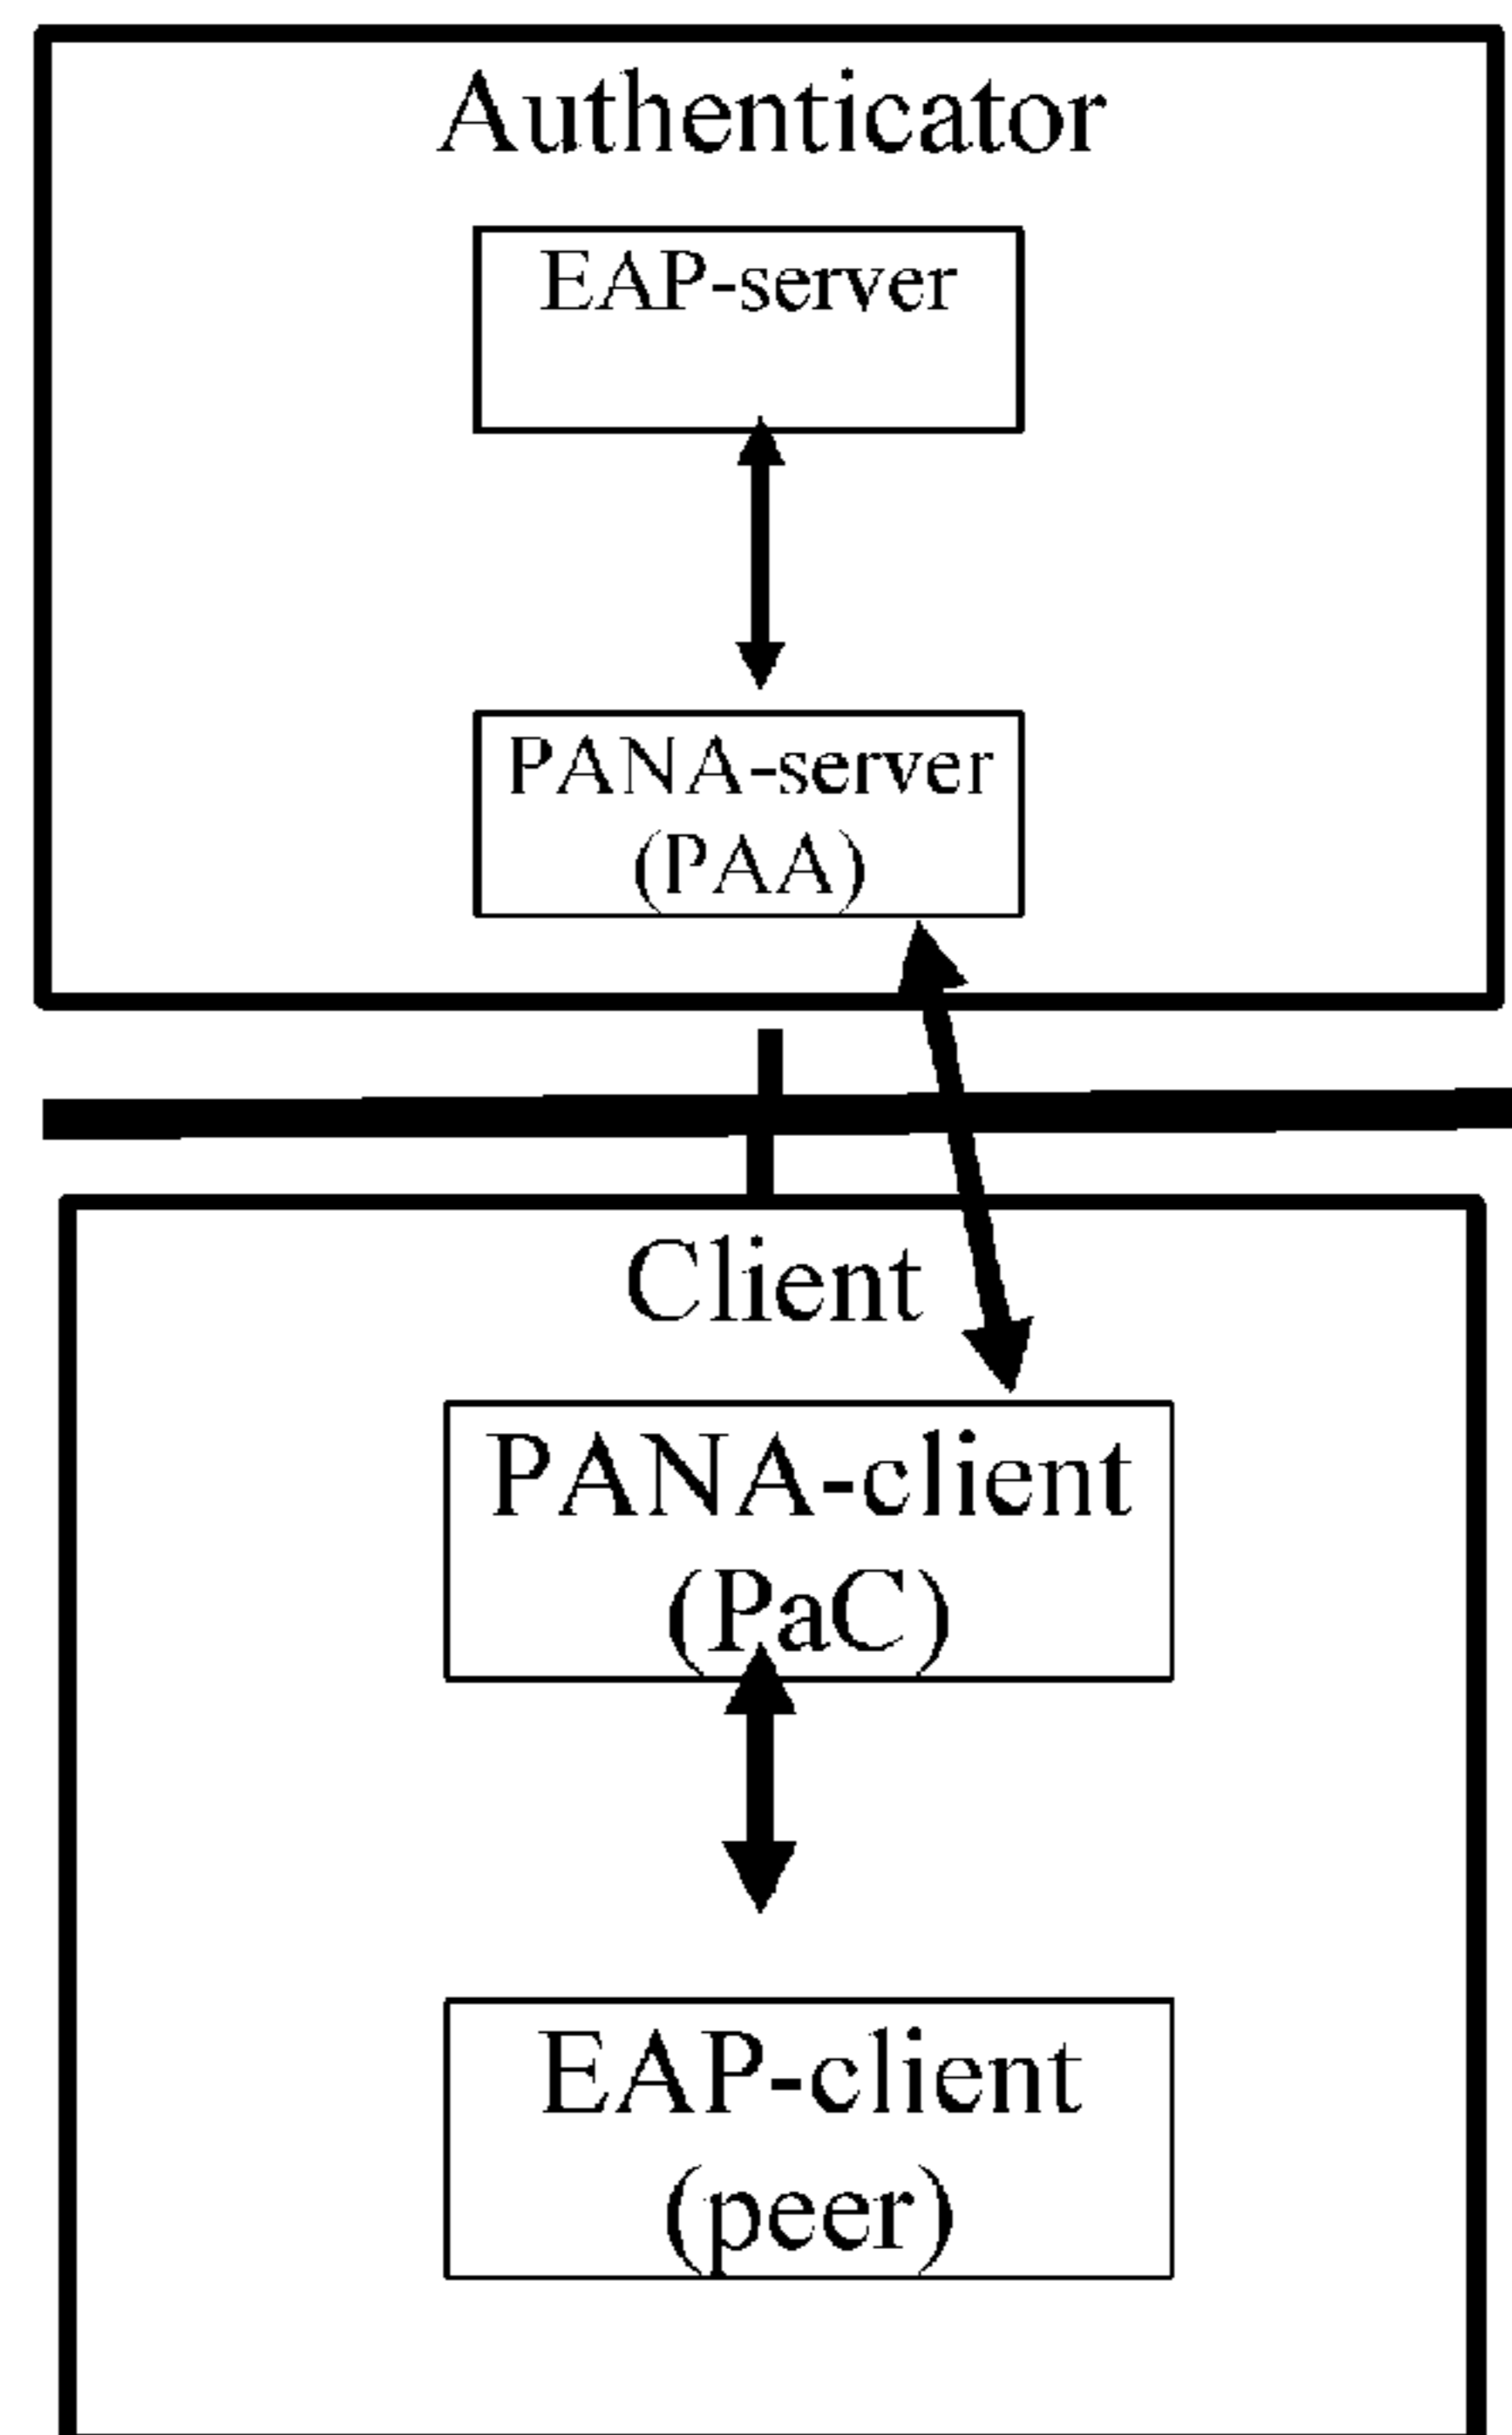 Authenticator
EAP-server
PANA-server
(PAA)
Client
PANA-client
(PaC)
EAP-client
(peer)